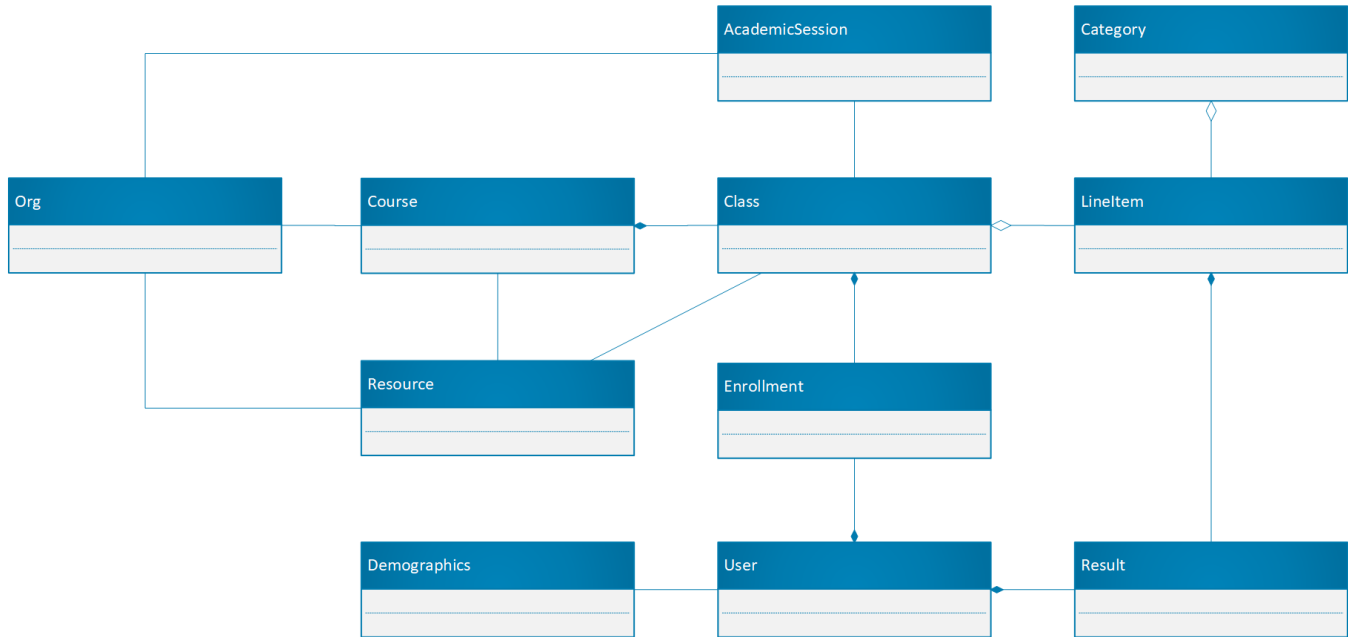 AcademicSession
Category
Org
Course
Class
LineItem
Resource
Enrollment
Demographics
User
Result